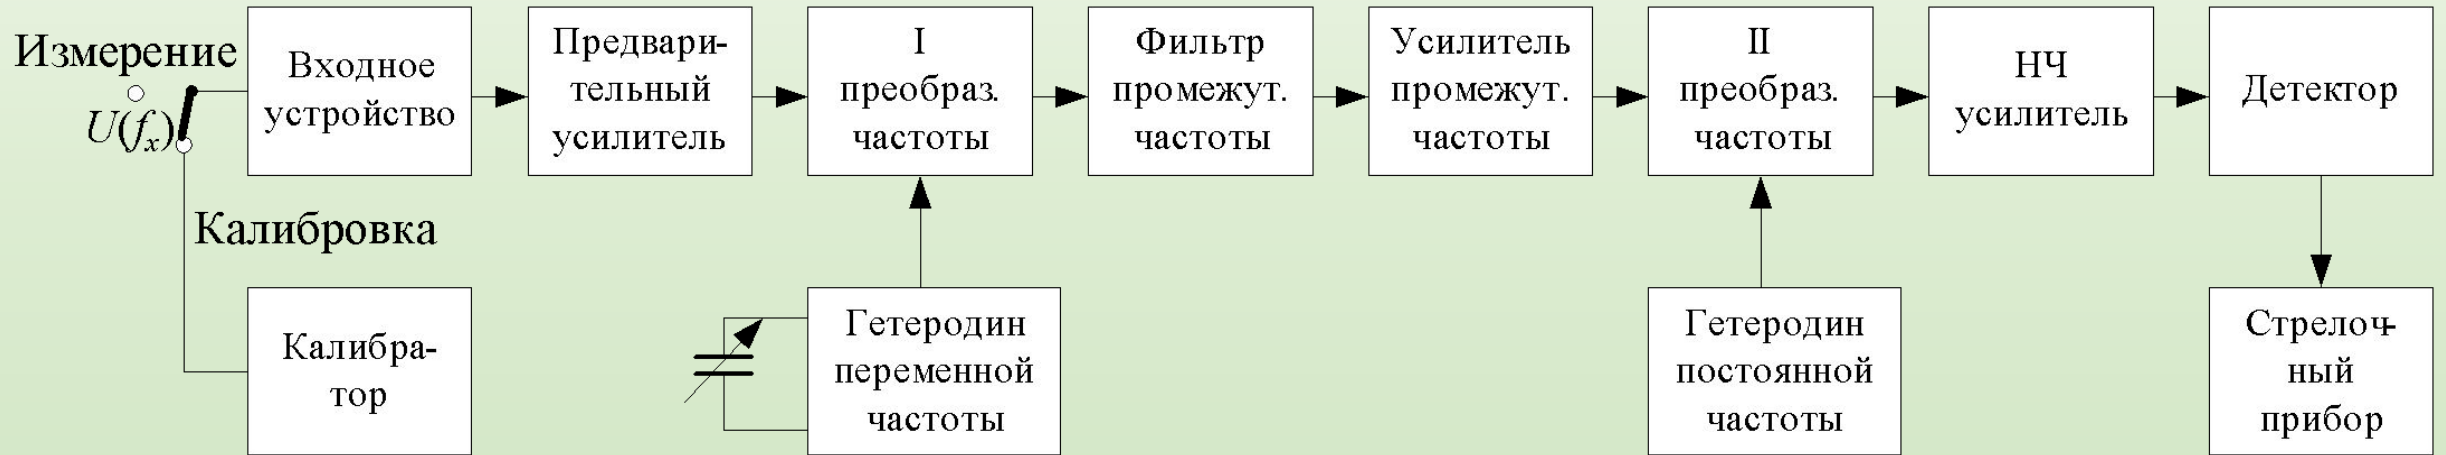 Измерение
U(fx)
Калибровка
Входное
устройство
Предвари-
тельный
усилитель
I
преобраз.
частоты
Фильтр
промежут.
частоты
Усилитель
промежут.
частоты
II
преобраз.
частоты
НЧ
усилитель
Детектор
Калибра-
тор
Гетеродин
переменной
частоты
Гетеродин
постоянной
частоты
Стрелоч-
ный
прибор